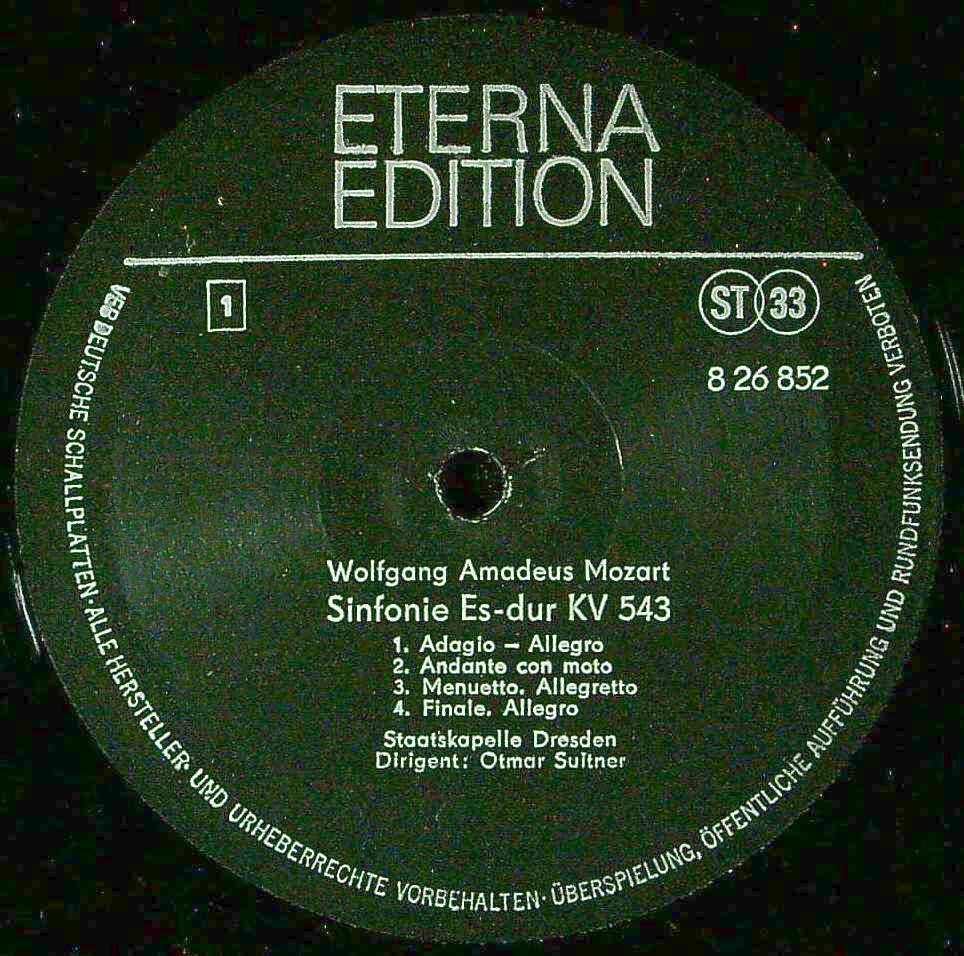 ETERNA
EDITION
1
ST 33
8 26 852
Wolfgang Amadeus Mozart
Sinfonie Es-dur KV 543
1. Adagio – Allegro
2. Andante con moto
3. Menuetto. Allegretto
4. Finale. Allegro
Staatskapelle Dresden
Dirigent: Otmar Suitner
VEB DEUTSCHE SCHALLPLATTEN · ALLE HERSTELLER- UND URHEBERRECHTE VORBEHALTEN · ÜBERSPIELUNG, ÖFFENTLICHE AUFFÜHRUNG UND RUNDFUNKSENDUNG VERBOTEN